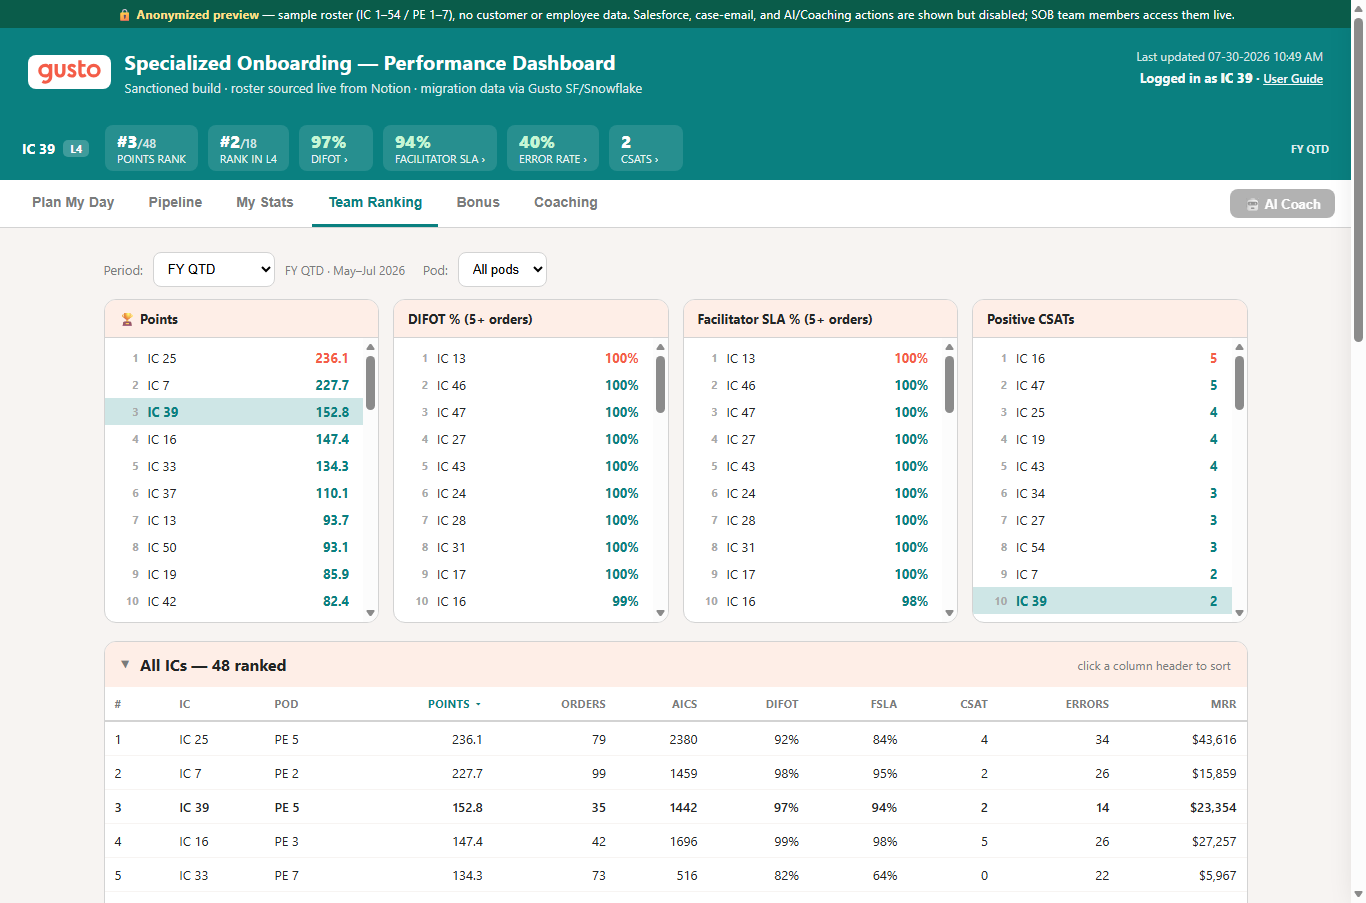 🔒 Anonymized preview — sample roster (IC 1–54 / PE 1–7), no customer or employee data. Salesforce, case-email, and AI/Coaching actions are shown but disabled; SOB team members access them live.
gusto
Specialized Onboarding — Performance Dashboard
Sanctioned build · roster sourced live from Notion · migration data via Gusto SF/Snowflake
Last updated 07-30-2026 10:49 AM
Logged in as IC 39 · User Guide
IC 39 L4
#3/48
POINTS RANK
#2/18
RANK IN L4
97%
DIFOT ›
94%
FACILITATOR SLA ›
40%
ERROR RATE ›
2
CSATS ›
FY QTD
Plan My Day Pipeline My Stats Team Ranking Bonus Coaching AI Coach
Period: FY QTD FY QTD · May–Jul 2026 Pod: All pods
Points
1 IC 25 236.1
2 IC 7 227.7
3 IC 39 152.8
4 IC 16 147.4
5 IC 33 134.3
6 IC 37 110.1
7 IC 13 93.7
8 IC 50 93.1
9 IC 19 85.9
10 IC 42 82.4
DIFOT % (5+ orders)
1 IC 13 100%
2 IC 46 100%
3 IC 47 100%
4 IC 27 100%
5 IC 43 100%
6 IC 24 100%
7 IC 28 100%
8 IC 31 100%
9 IC 17 100%
10 IC 16 99%
Facilitator SLA % (5+ orders)
1 IC 13 100%
2 IC 46 100%
3 IC 47 100%
4 IC 27 100%
5 IC 43 100%
6 IC 24 100%
7 IC 28 100%
8 IC 31 100%
9 IC 17 100%
10 IC 16 98%
Positive CSATs
1 IC 16 5
2 IC 47 5
3 IC 25 4
4 IC 19 4
5 IC 43 4
6 IC 34 3
7 IC 27 3
8 IC 54 3
9 IC 7 2
10 IC 39 2
▼ All ICs — 48 ranked click a column header to sort
# IC POD POINTS ORDERS AICS DIFOT FSLA CSAT ERRORS MRR
1 IC 25 PE 5 236.1 79 2380 92% 84% 4 34 $43,616
2 IC 7 PE 2 227.7 99 1459 98% 95% 2 26 $15,859
3 IC 39 PE 5 152.8 35 1442 97% 94% 2 14 $23,354
4 IC 16 PE 3 147.4 42 1696 99% 98% 5 26 $27,257
5 IC 33 PE 7 134.3 73 516 82% 64% 0 22 $5,967